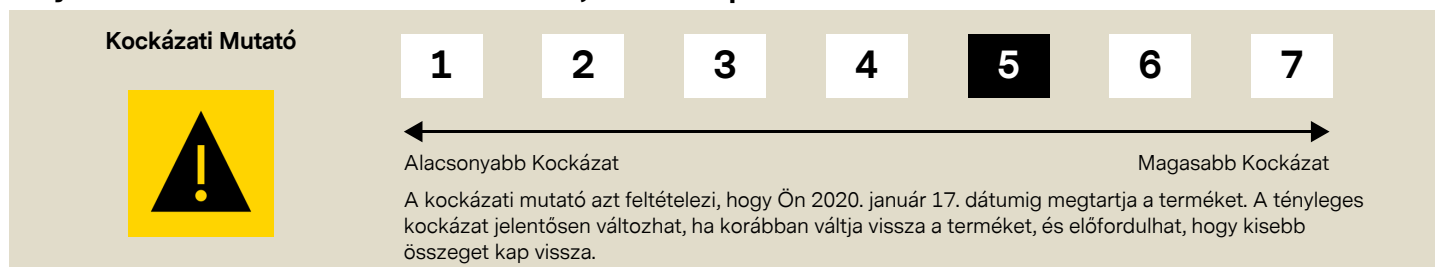 Kockázati Mutató
1 2 3 4 5 6 7
Alacsonyabb Kockázat Magasabb Kockázat
A kockázati mutató azt feltételezi, hogy Ön 2020. január 17. dátumig megtartja a terméket. A tényleges
kockázat jelentősen változhat, ha korábban váltja vissza a terméket, és előfordulhat, hogy kisebb
összeget kap vissza.